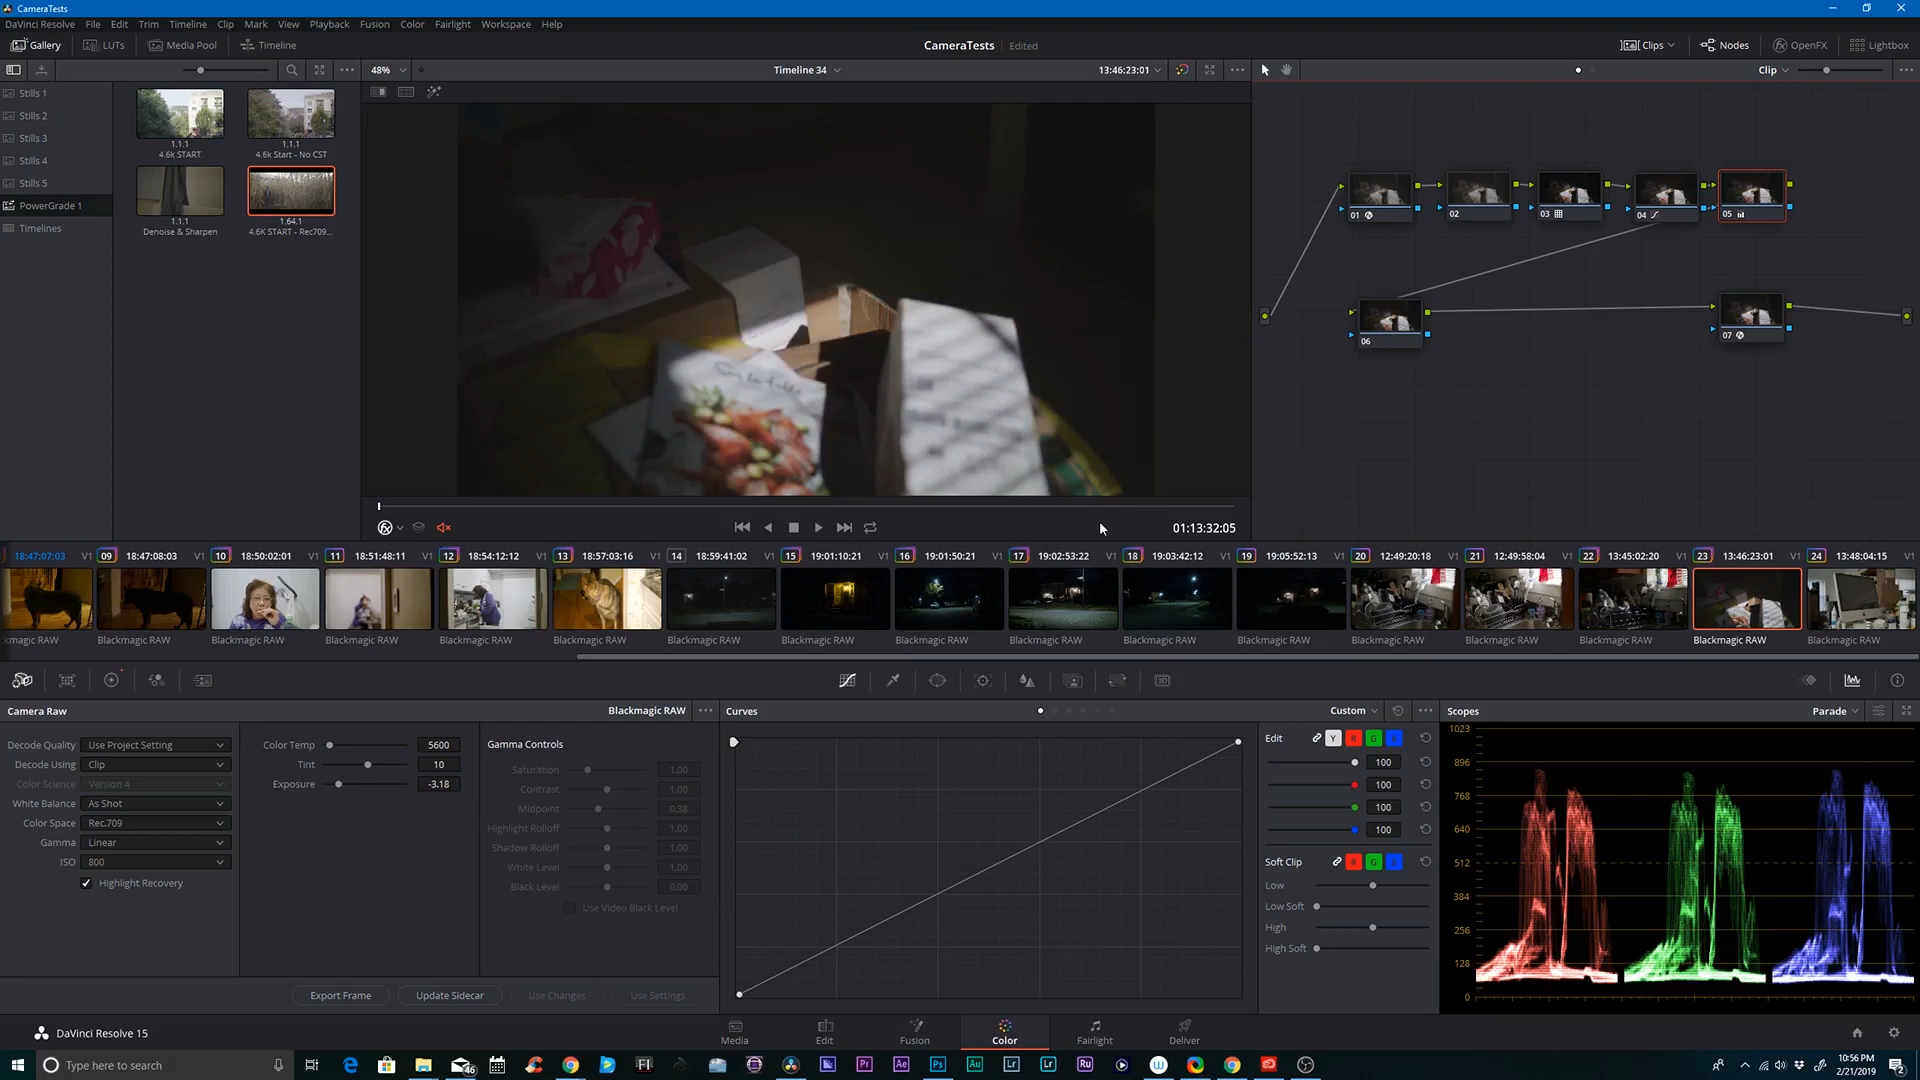 CameraTests
DaVinci Resolve File Edit Trim Timeline Clip Mark View Playback Fusion Color Fairlight Workspace Help
Gallery LUTs Media Pool Timeline CameraTests Edited Clips Nodes OpenFX Lightbox
48% Timeline 34 13:46:23:01 Clip
Stills 1
Stills 2
Stills 3
Stills 4
Stills 5
PowerGrade 1
Timelines
1.1.1 1.1.1
4.6k START 4.6k Start - No CST
1.1.1 1.64.1
Denoise & Sharpen 4.6K START - Rec709...
01 02 03 04 05
06 07
01:13:32:05
18:47:07:03 09 18:47:08:03 V1 10 18:50:02:01 V1 11 18:51:48:11 V1 12 18:54:12:12 V1 13 18:57:03:16 V1 14 18:59:41:02 V1 15 19:01:10:21 V1 16 19:01:50:21 V1 17 19:02:53:22 V1 18 19:03:42:12 V1 19 19:05:52:13 V1 20 12:49:20:18 V1 21 12:49:58:04 V1 22 13:45:02:20 V1 23 13:46:23:01 V1 24 13:48:04:15 V1
kmagic RAW Blackmagic RAW Blackmagic RAW Blackmagic RAW Blackmagic RAW Blackmagic RAW Blackmagic RAW Blackmagic RAW Blackmagic RAW Blackmagic RAW Blackmagic RAW Blackmagic RAW Blackmagic RAW Blackmagic RAW Blackmagic RAW Blackmagic RAW Blackmagic RAW
Camera Raw Blackmagic RAW Curves Custom Scopes Parade
Decode Quality Use Project Setting
Decode Using Clip
Color Science Version 4
White Balance As Shot
Color Space Rec.709
Gamma Linear
ISO 800
Highlight Recovery
Color Temp 5600
Tint 10
Exposure -3.18
Gamma Controls
Saturation 1.00
Contrast 1.00
Midpoint 0.38
Highlight Rolloff 1.00
Shadow Rolloff 1.00
White Level 1.00
Black Level 0.00
Use Video Black Level
Export Frame Update Sidecar Use Changes Use Settings
Edit Y R G B
100
100
100
100
Soft Clip R G B
Low
Low Soft
High
High Soft
1023
896
768
640
512
384
256
128
0
DaVinci Resolve 15 Media Edit Fusion Color Fairlight Deliver
Type here to search
46
Pr Ae Ps Au Lr Lr Ru
10:56 PM
2/21/2019
2